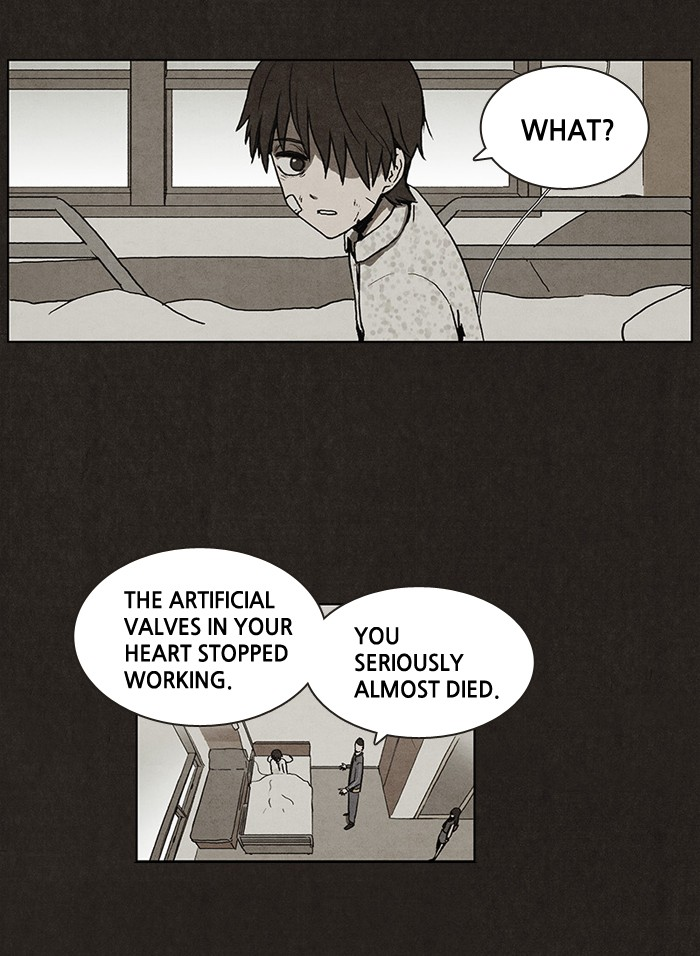 WHAT?
THE ARTIFICIAL
VALVES IN YOUR
HEART STOPPED
WORKING.
YOU
SERIOUSLY
ALMOST DIED.